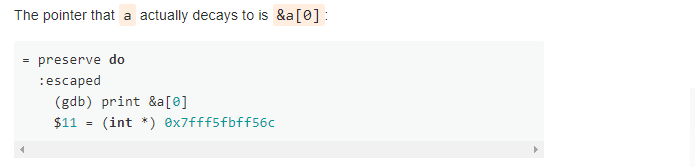 The pointer that a actually decays to is &a[0]:
= preserve do
:escaped
(gdb) print &a[0]
$11 = (int *) 0x7fff5fbff56c